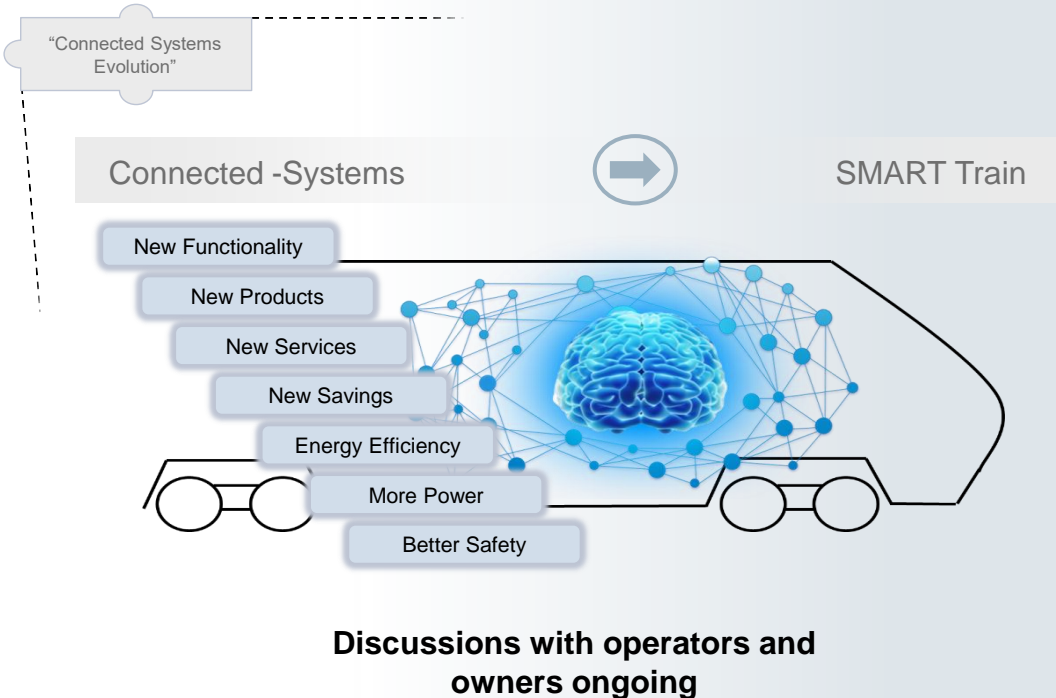 “Connected Systems
Evolution”
Connected -Systems
SMART Train
New Functionality
New Products
New Services
New Savings
Energy Efficiency
More Power
Better Safety
Discussions with operators and
owners ongoing